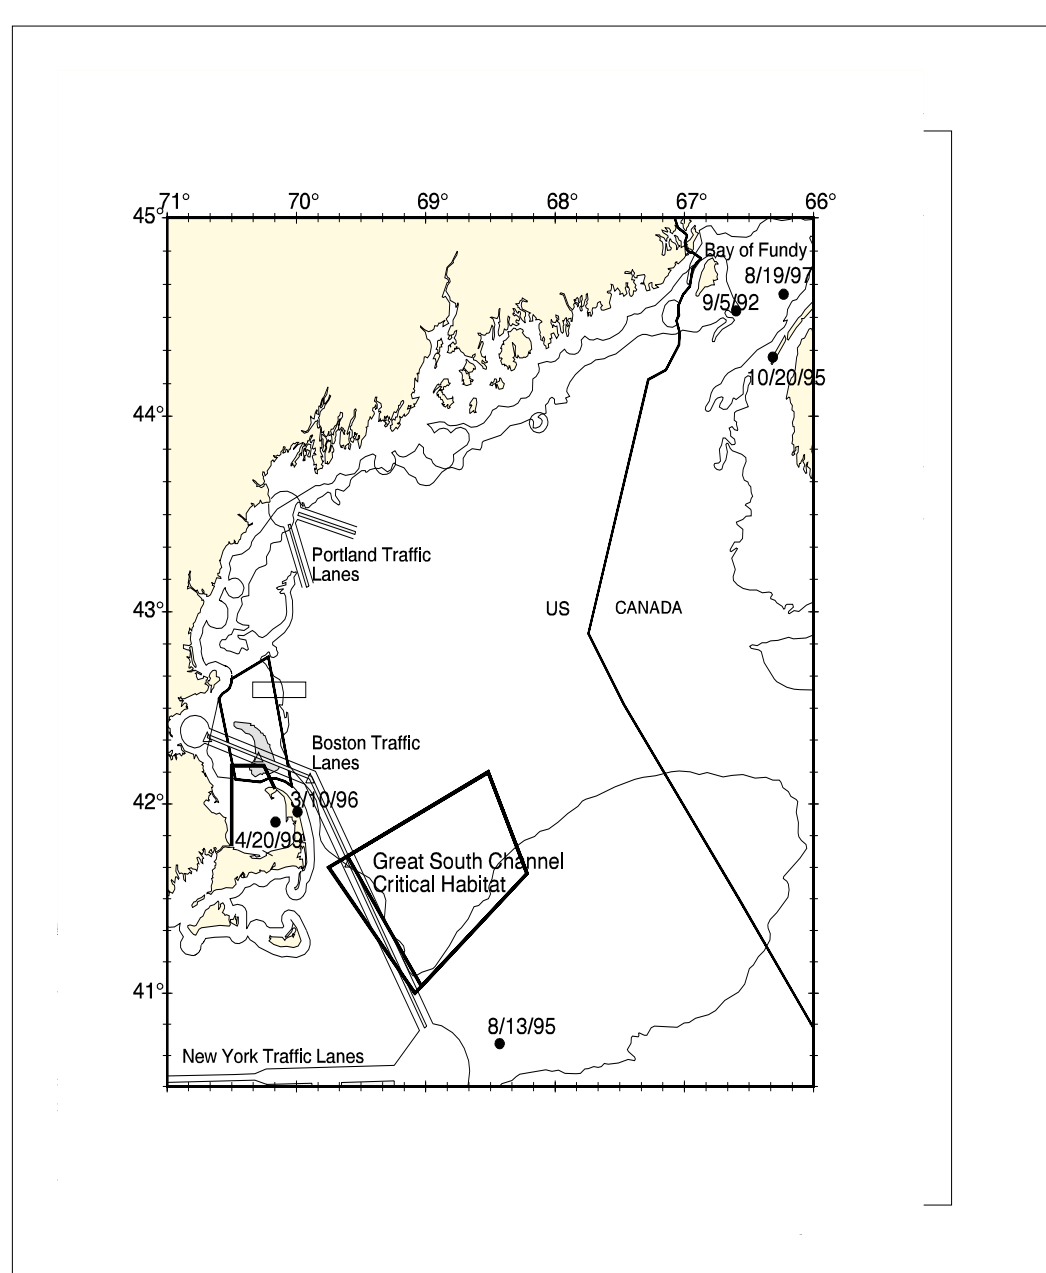 71° 70° 69° 68° 67° 66°
45°
Bay of Fundy
8/19/97
9/5/92
10/20/95
44°
Portland Traffic
Lanes
43°
US CANADA
Boston Traffic
Lanes
42°
3/10/96
4/20/99
Great South Channel
Critical Habitat
41°
8/13/95
New York Traffic Lanes